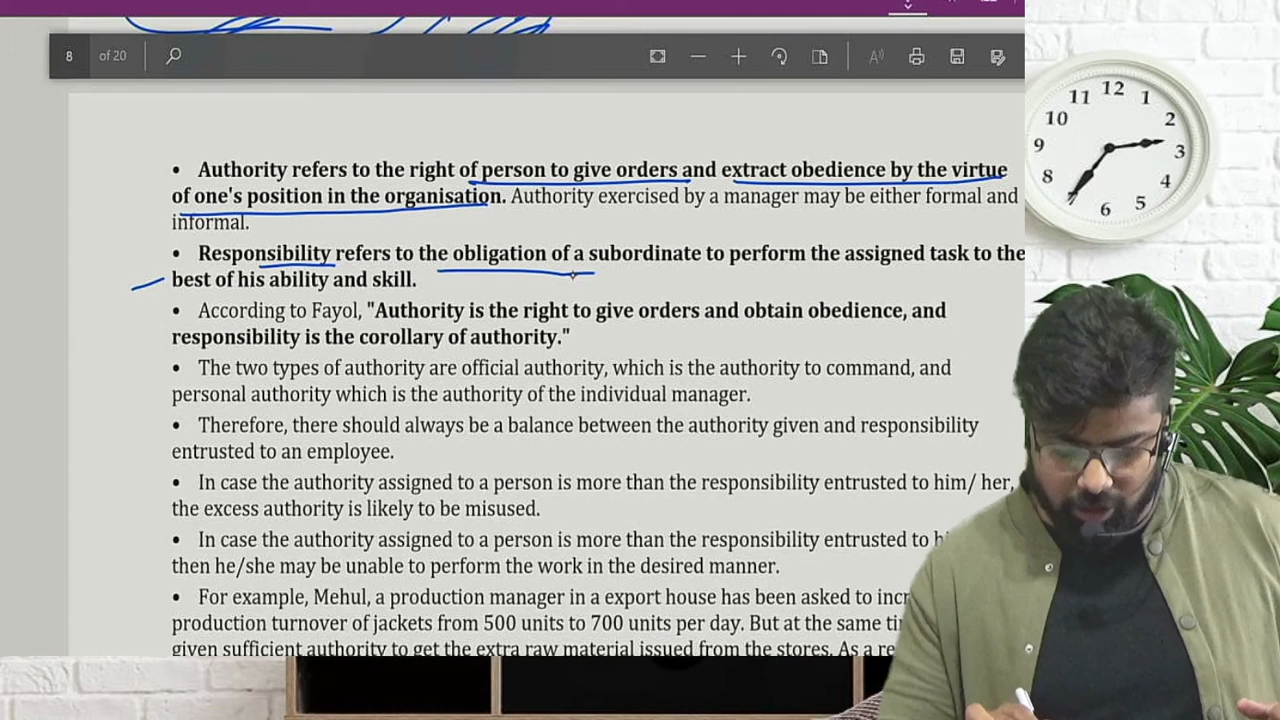 8 of 20
• Authority refers to the right of person to give orders and extract obedience by the virtue
of one's position in the organisation. Authority exercised by a manager may be either formal and
informal.
• Responsibility refers to the obligation of a subordinate to perform the assigned task to the
best of his ability and skill.
• According to Fayol, "Authority is the right to give orders and obtain obedience, and
responsibility is the corollary of authority."
• The two types of authority are official authority, which is the authority to command, and
personal authority which is the authority of the individual manager.
• Therefore, there should always be a balance between the authority given and responsibility
entrusted to an employee.
• In case the authority assigned to a person is more than the responsibility entrusted to him/ her,
the excess authority is likely to be misused.
• In case the authority assigned to a person is more than the responsibility entrusted to
then he/she may be unable to perform the work in the desired manner.
• For example, Mehul, a production manager in a export house has been asked to
production turnover of jackets from 500 units to 700 units per day. But at the same
given sufficient authority to get the extra raw material issued from the stores. As a
12
11 1
10 2
9 3
8 4
5
6